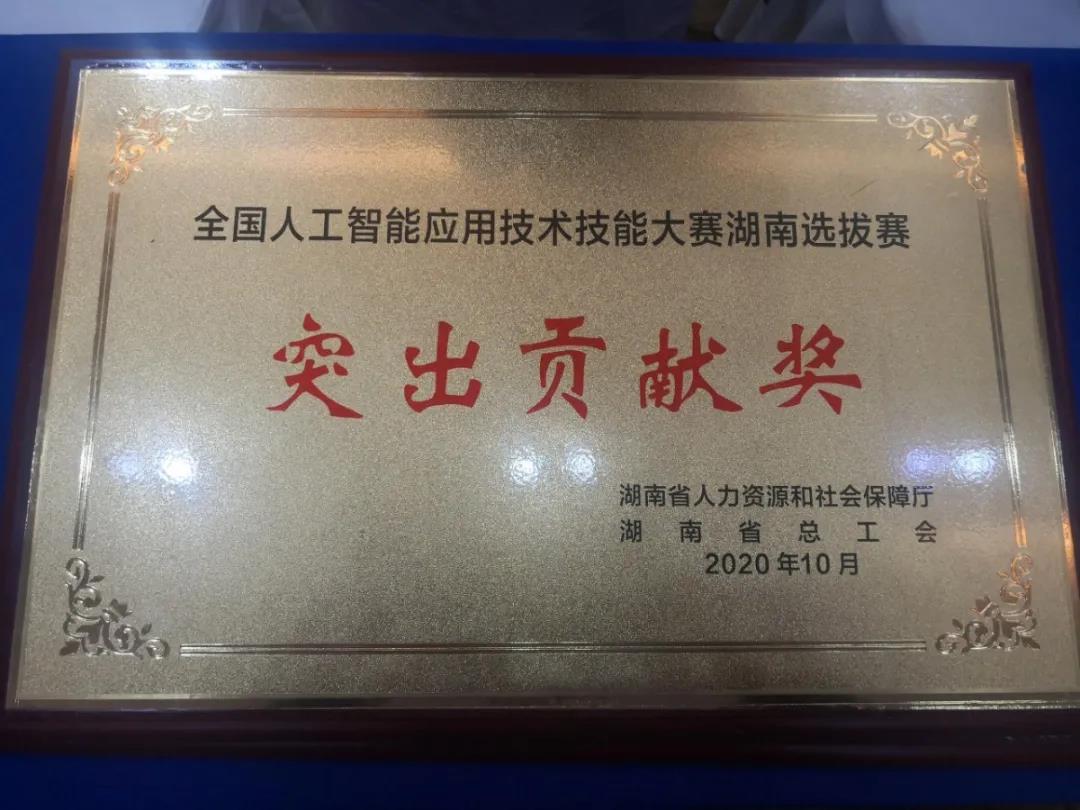 全国人工智能应用技术技能大赛湖南选拔赛
突出贡献奖
湖南省人力资源和社会保障厅
湖南省总工会
2020年10月